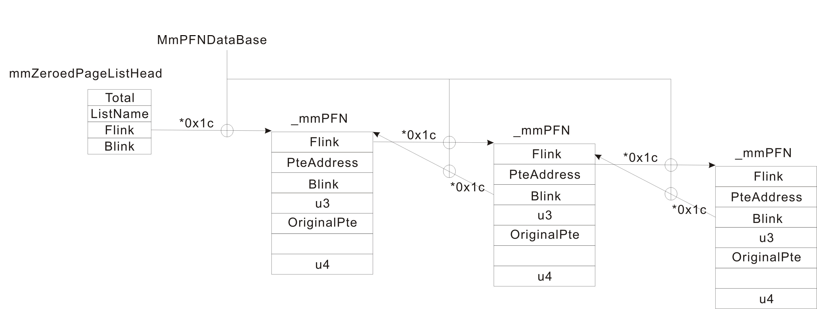 MmPFNDataBase
mmZeroedPageListHead
Total
ListName
Flink
Blink
*0x1c
_mmPFN
Flink
PteAddress
Blink
u3
OriginalPte
u4
*0x1c
*0x1c
_mmPFN
Flink
PteAddress
Blink
u3
OriginalPte
u4
*0x1c
*0x1c
_mmPFN
Flink
PteAddress
Blink
u3
OriginalPte
u4